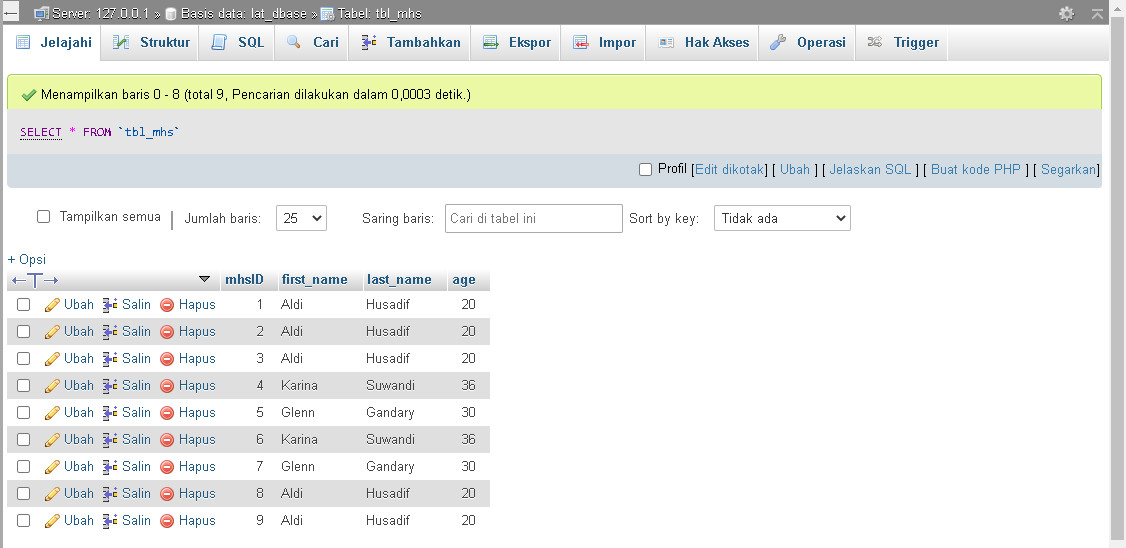 Server: 127.0.0.1 » Basis data: lat_dbase » Tabel: tbl_mhs
Jelajahi Struktur SQL Cari Tambahkan Ekspor Impor Hak Akses Operasi Trigger
Menampilkan baris 0 - 8 (total 9, Pencarian dilakukan dalam 0,0003 detik.)
SELECT * FROM `tbl_mhs`
Profil [Edit dikotak] [ Ubah ] [ Jelaskan SQL ] [ Buat kode PHP ] [ Segarkan]
Tampilkan semua | Jumlah baris: 25 Saring baris: Cari di tabel ini Sort by key: Tidak ada
+ Opsi
←T→ mhsID first_name last_name age
Ubah Salin Hapus 1 Aldi Husadif 20
Ubah Salin Hapus 2 Aldi Husadif 20
Ubah Salin Hapus 3 Aldi Husadif 20
Ubah Salin Hapus 4 Karina Suwandi 36
Ubah Salin Hapus 5 Glenn Gandary 30
Ubah Salin Hapus 6 Karina Suwandi 36
Ubah Salin Hapus 7 Glenn Gandary 30
Ubah Salin Hapus 8 Aldi Husadif 20
Ubah Salin Hapus 9 Aldi Husadif 20